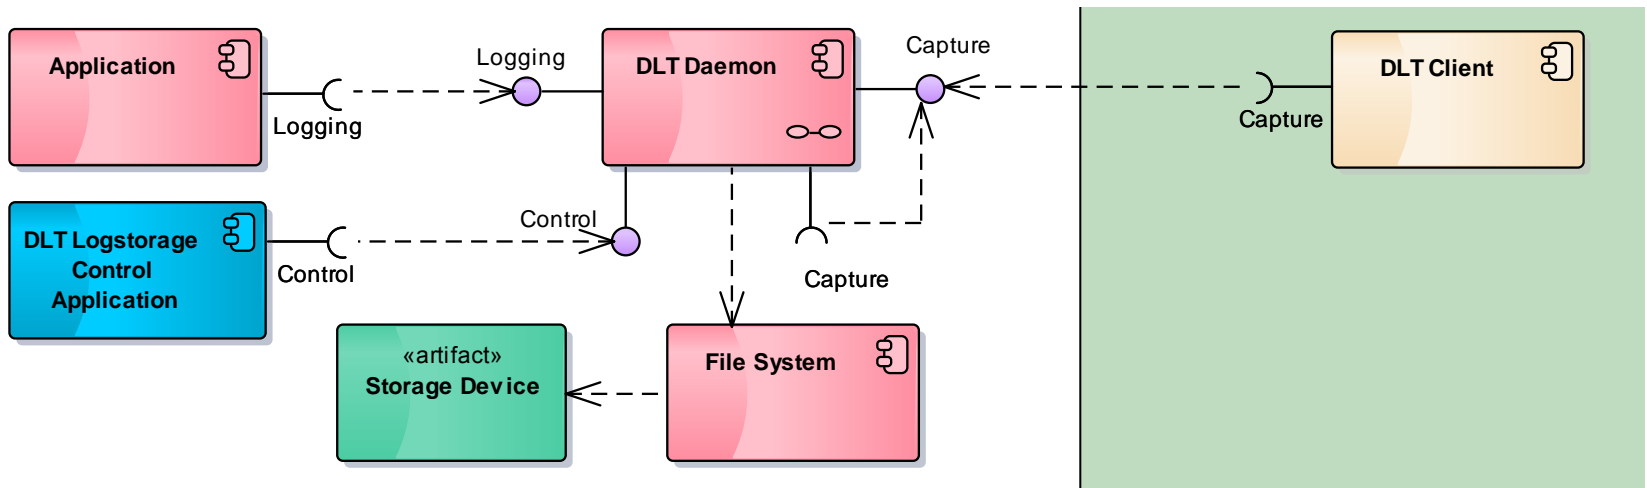 Application
Logging
Logging
DLT Daemon
Capture
DLT Client
Capture
DLT Logstorage
Control
Application
Control
Control
Capture
«artifact»
Storage Device
File System